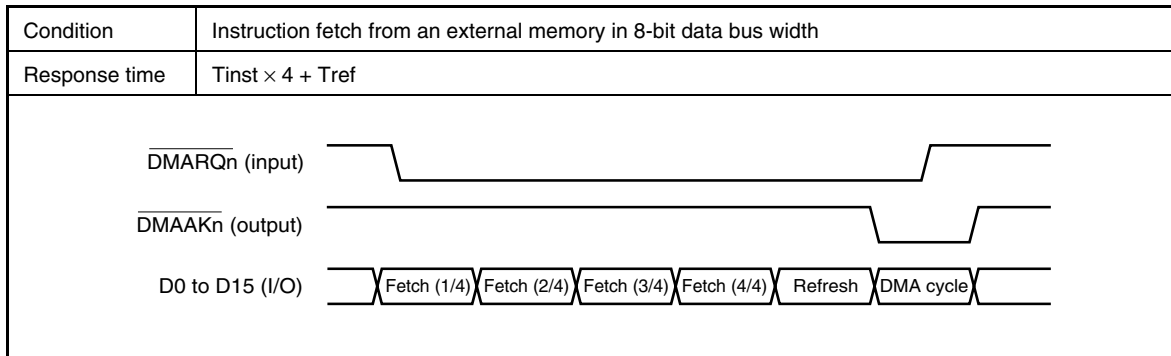 Condition Instruction fetch from an external memory in 8-bit data bus width
Response time Tinst × 4 + Tref
DMARQn (input)
DMAAKn (output)
D0 to D15 (I/O) Fetch (1/4) Fetch (2/4) Fetch (3/4) Fetch (4/4) Refresh DMA cycle